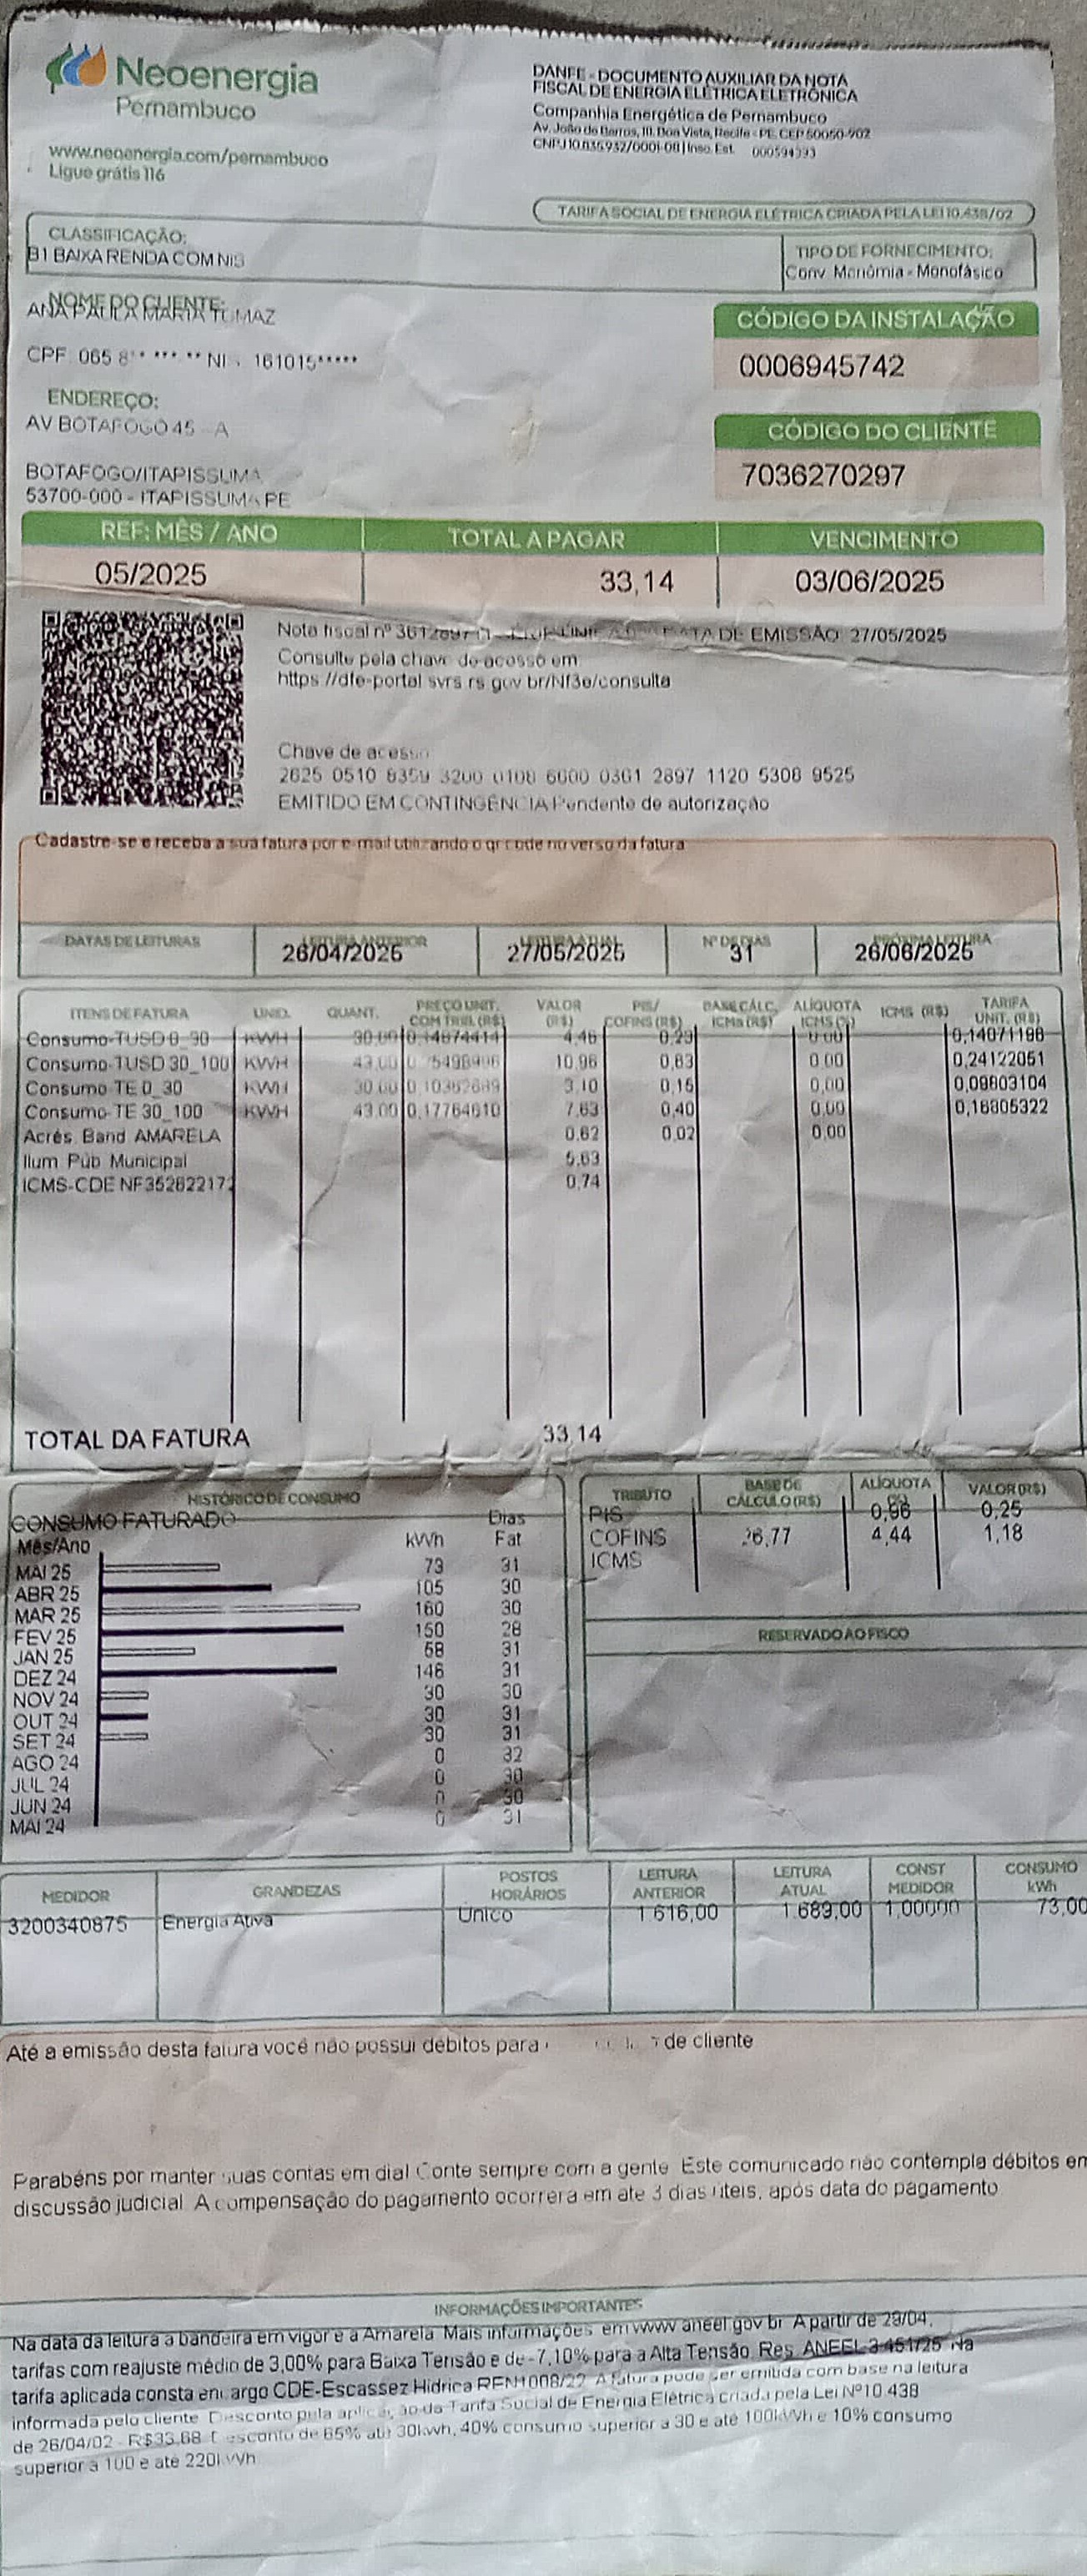 Neoenergia
Pernambuco
www.neoenergia.com/pernambuco
Ligue grátis 116
DANFE - DOCUMENTO AUXILIAR DA NOTA
FISCAL DE ENERGIA ELÉTRICA ELETRÔNICA
Companhia Energética de Pernambuco
Av. João de Barros, 111, Boa Vista, Recife - PE, CEP 50050-902
CNPJ 10.835.932/0001-08 | Insc. Est. 000594393
TARIFA SOCIAL DE ENERGIA ELÉTRICA CRIADA PELA LEI 10.438/02
CLASSIFICAÇÃO:
B1 BAIXA RENDA COM NIS
TIPO DE FORNECIMENTO:
Conv. Monômia - Monofásico
NOME DO CLIENTE:
ANA PAULA MARIA TOMAZ
CPF: 065 8** *** ** NIS 161015*****
ENDEREÇO:
AV BOTAFOGO 45 A
BOTAFOGO/ITAPISSUMA
53700-000 - ITAPISSUMA PE
CÓDIGO DA INSTALAÇÃO
0006945742
CÓDIGO DO CLIENTE
7036270297
REF: MÊS / ANO TOTAL A PAGAR VENCIMENTO
05/2025 33,14 03/06/2025
Nota fiscal nº DATA DE EMISSÃO: 27/05/2025
Consulte pela chave de acesso em
https://dfe-portal svrs rs gov br/Nf3e/consulta
Chave de acesso
2625 0510 8359 3200 0108 6600 0361 2897 1120 5308 9525
EMITIDO EM CONTINGÊNCIA Pendente de autorização
Cadastre-se e receba a sua fatura por e-mail utilizando o qr code no verso da fatura
DATAS DE LEITURAS LEITURA ANTERIOR LEITURA ATUAL Nº DE DIAS PRÓXIMA LEITURA
26/04/2025 27/05/2025 31 26/06/2025
ITENS DE FATURA UNID. QUANT. PREÇO UNIT. COM TRIB. (R$) VALOR (R$) PIS/ COFINS (R$) BASE CÁLC. ICMS (R$) ALÍQUOTA ICMS (%) ICMS (R$) TARIFA UNIT. (R$)
Consumo-TUSD 0_30 KWH 30.00 0,14874414 4,46 0,23 0.00 0,14071198
Consumo-TUSD 30_100 KWH 43.00 10,96 0,63 0.00 0,24122051
Consumo-TE 0_30 KWH 30.00 0,10362689 3,10 0,15 0,00 0,09803104
Consumo-TE 30_100 KWH 43.00 0,17764610 7,63 0,40 0,00 0,16805322
Acrés. Band AMARELA 0,62 0,02 0,00
Ilum Púb Municipal 5,63
ICMS-CDE NF352822172 0,74
TOTAL DA FATURA 33,14
HISTÓRICO DE CONSUMO
CONSUMO FATURADO
Mês/Ano kWh Dias Fat
MAI 25 73 31
ABR 25 105 30
MAR 25 160 30
FEV 25 150 28
JAN 25 58 31
DEZ 24 146 31
NOV 24 30 30
OUT 24 30 31
SET 24 30 31
AGO 24 0 32
JUL 24 0 30
JUN 24 0 30
MAI 24 0 31
TRIBUTO BASE DE CÁLCULO (R$) ALÍQUOTA (%) VALOR (R$)
PIS 0,96 0,25
COFINS 26,77 4,44 1,18
ICMS
RESERVADO AO FISCO
MEDIDOR GRANDEZAS POSTOS HORÁRIOS LEITURA ANTERIOR LEITURA ATUAL CONST MEDIDOR CONSUMO kWh
3200340875 Energia Ativa Único 1.616,00 1.689,00 1,00000 73,00
Até a emissão desta fatura você não possui débitos para de cliente
Parabéns por manter suas contas em dia! Conte sempre com a gente. Este comunicado não contempla débitos em
discussão judicial. A compensação do pagamento ocorrerá em até 3 dias úteis, após data do pagamento
INFORMAÇÕES IMPORTANTES
Na data da leitura a bandeira em vigor é a Amarela. Mais informações em www aneel gov br. A partir de 29/04,
tarifas com reajuste médio de 3,00% para Baixa Tensão e de -7,10% para a Alta Tensão. Res. ANEEL 3.451/25. Na
tarifa aplicada consta encargo CDE-Escassez Hídrica REN1008/22. A fatura pode ser emitida com base na leitura
informada pelo cliente. Desconto pela aplicação da Tarifa Social de Energia Elétrica criada pela Lei Nº10 438
de 26/04/02 - R$33,68. Desconto de 65% até 30kwh, 40% consumo superior a 30 e até 100kWh e 10% consumo
superior a 100 e até 220kWh